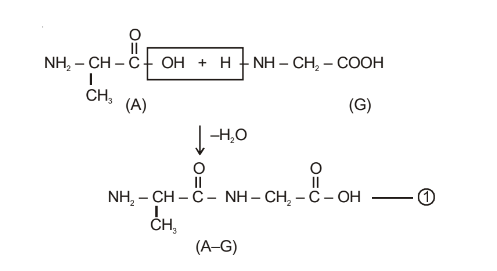 O
NH₂ – CH – C – OH + H – NH – CH₂ – COOH
CH₃ (A) (G)
–H₂O
O O
NH₂ – CH – C – NH – CH₂ – C – OH —— ①
CH₃
(A–G)